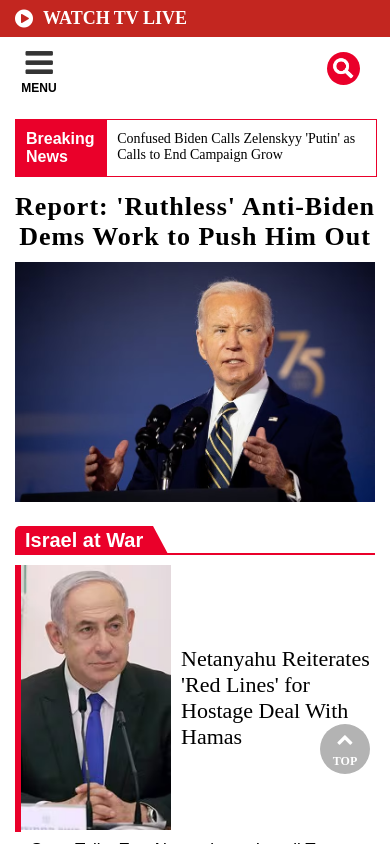 WATCH TV LIVE
MENU
Breaking
News
Confused Biden Calls Zelenskyy 'Putin' as
Calls to End Campaign Grow
Report: 'Ruthless' Anti-Biden
Dems Work to Push Him Out
75
Israel at War
Netanyahu Reiterates
'Red Lines' for
Hostage Deal With
Hamas
TOP